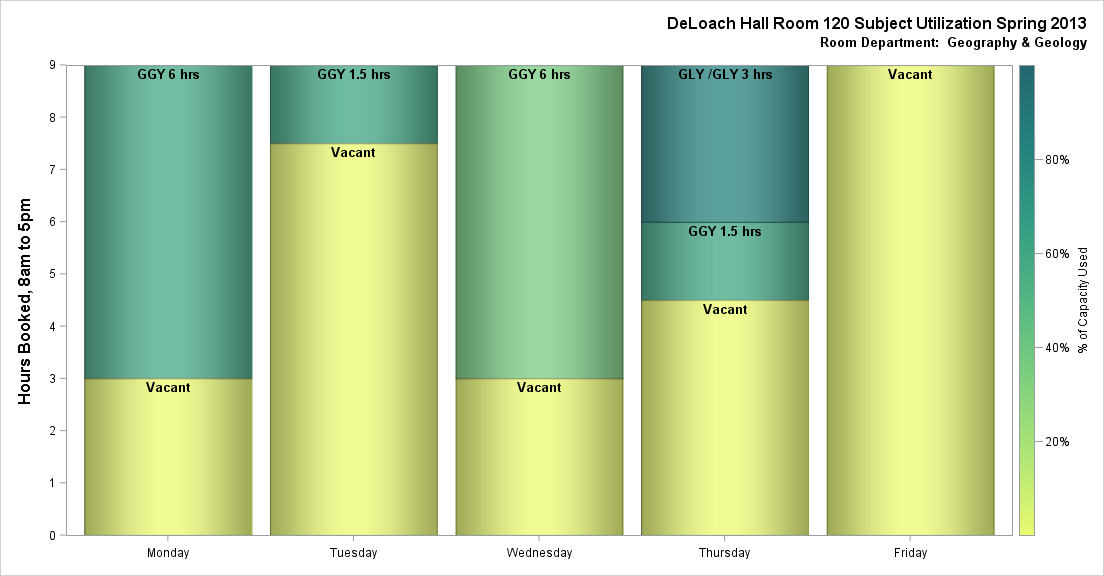 DeLoach Hall Room 120 Subject Utilization Spring 2013
Room Department: Geography & Geology
Hours Booked, 8am to 5pm
9
8
7
6
5
4
3
2
1
0
GGY 6 hrs
Vacant
GGY 1.5 hrs
Vacant
GGY 6 hrs
Vacant
GLY /GLY 3 hrs
GGY 1.5 hrs
Vacant
Vacant
Monday
Tuesday
Wednesday
Thursday
Friday
80%
60%
40%
20%
% of Capacity Used